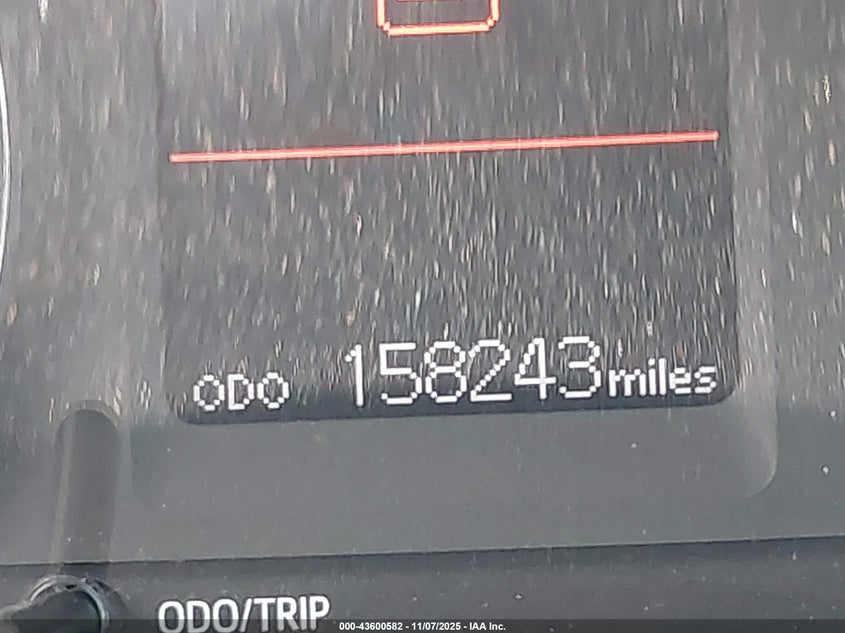 ODO 158243 miles
ODO/TRIP
000-43600582 - 11/07/2025 - IAA Inc.